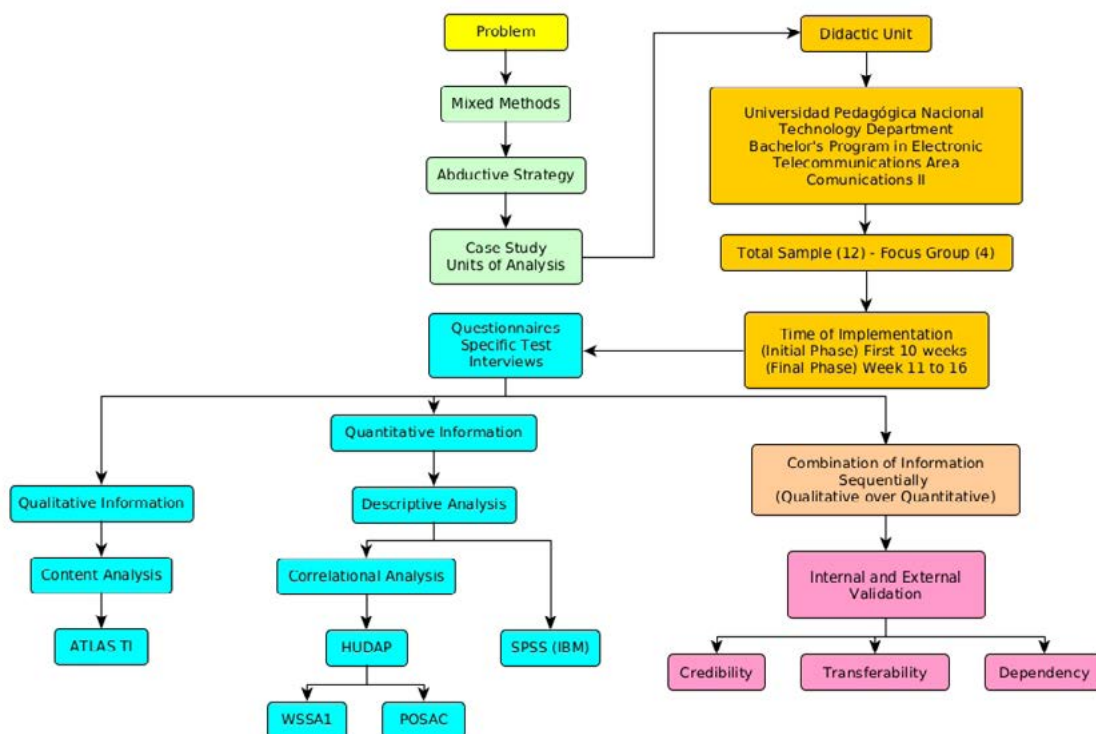 Problem
Mixed Methods
Abductive Strategy
Case Study
Units of Analysis
Didactic Unit
Universidad Pedagógica Nacional
Technology Department
Bachelor's Program in Electronic
Telecommunications Area
Comunications II
Total Sample (12) - Focus Group (4)
Time of Implementation
(Initial Phase) First 10 weeks
(Final Phase) Week 11 to 16
Questionnaires
Specific Test
Interviews
Qualitative Information
Content Analysis
ATLAS TI
Quantitative Information
Descriptive Analysis
Correlational Analysis
HUDAP
WSSA1
POSAC
SPSS (IBM)
Combination of Information
Sequentially
(Qualitative over Quantitative)
Internal and External
Validation
Credibility
Transferability
Dependency